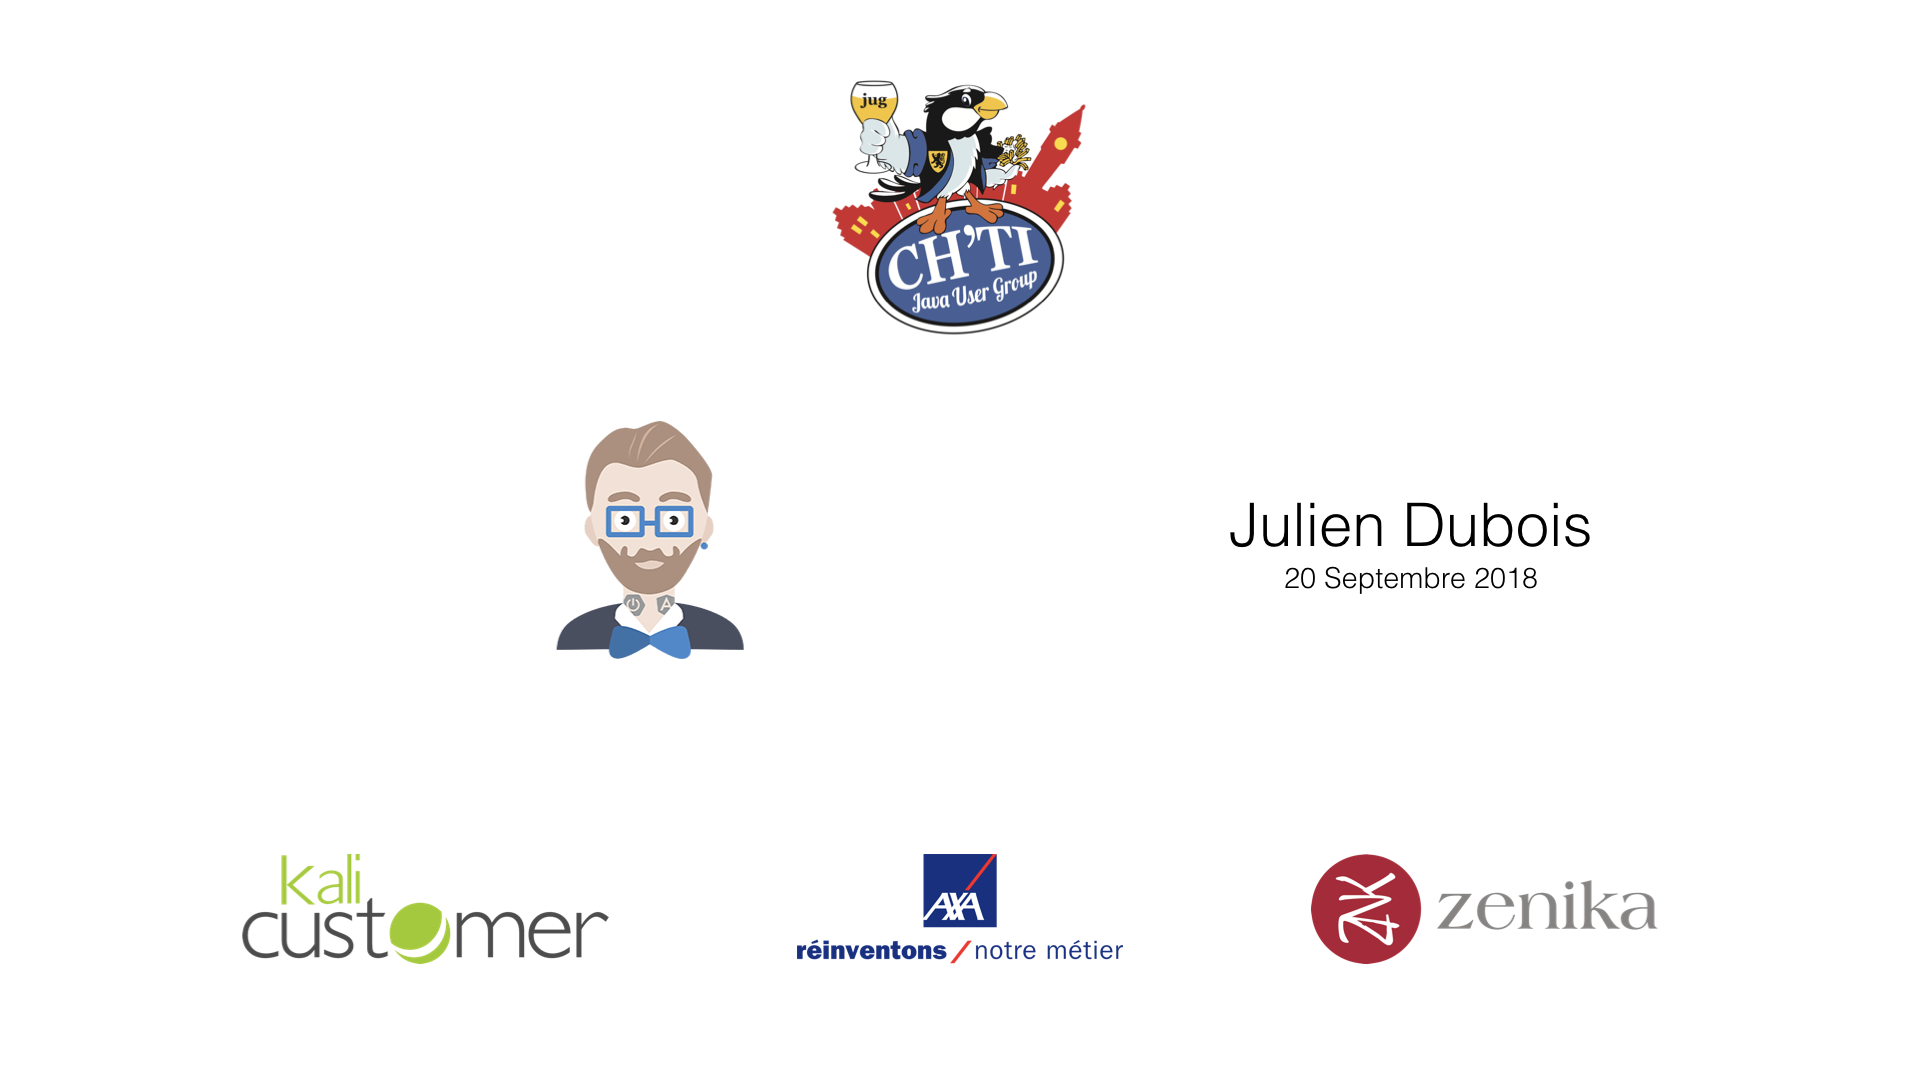 jug
CH'TI
Java User Group
Julien Dubois
20 Septembre 2018
kali
customer
AXA
réinventons / notre métier
zenika